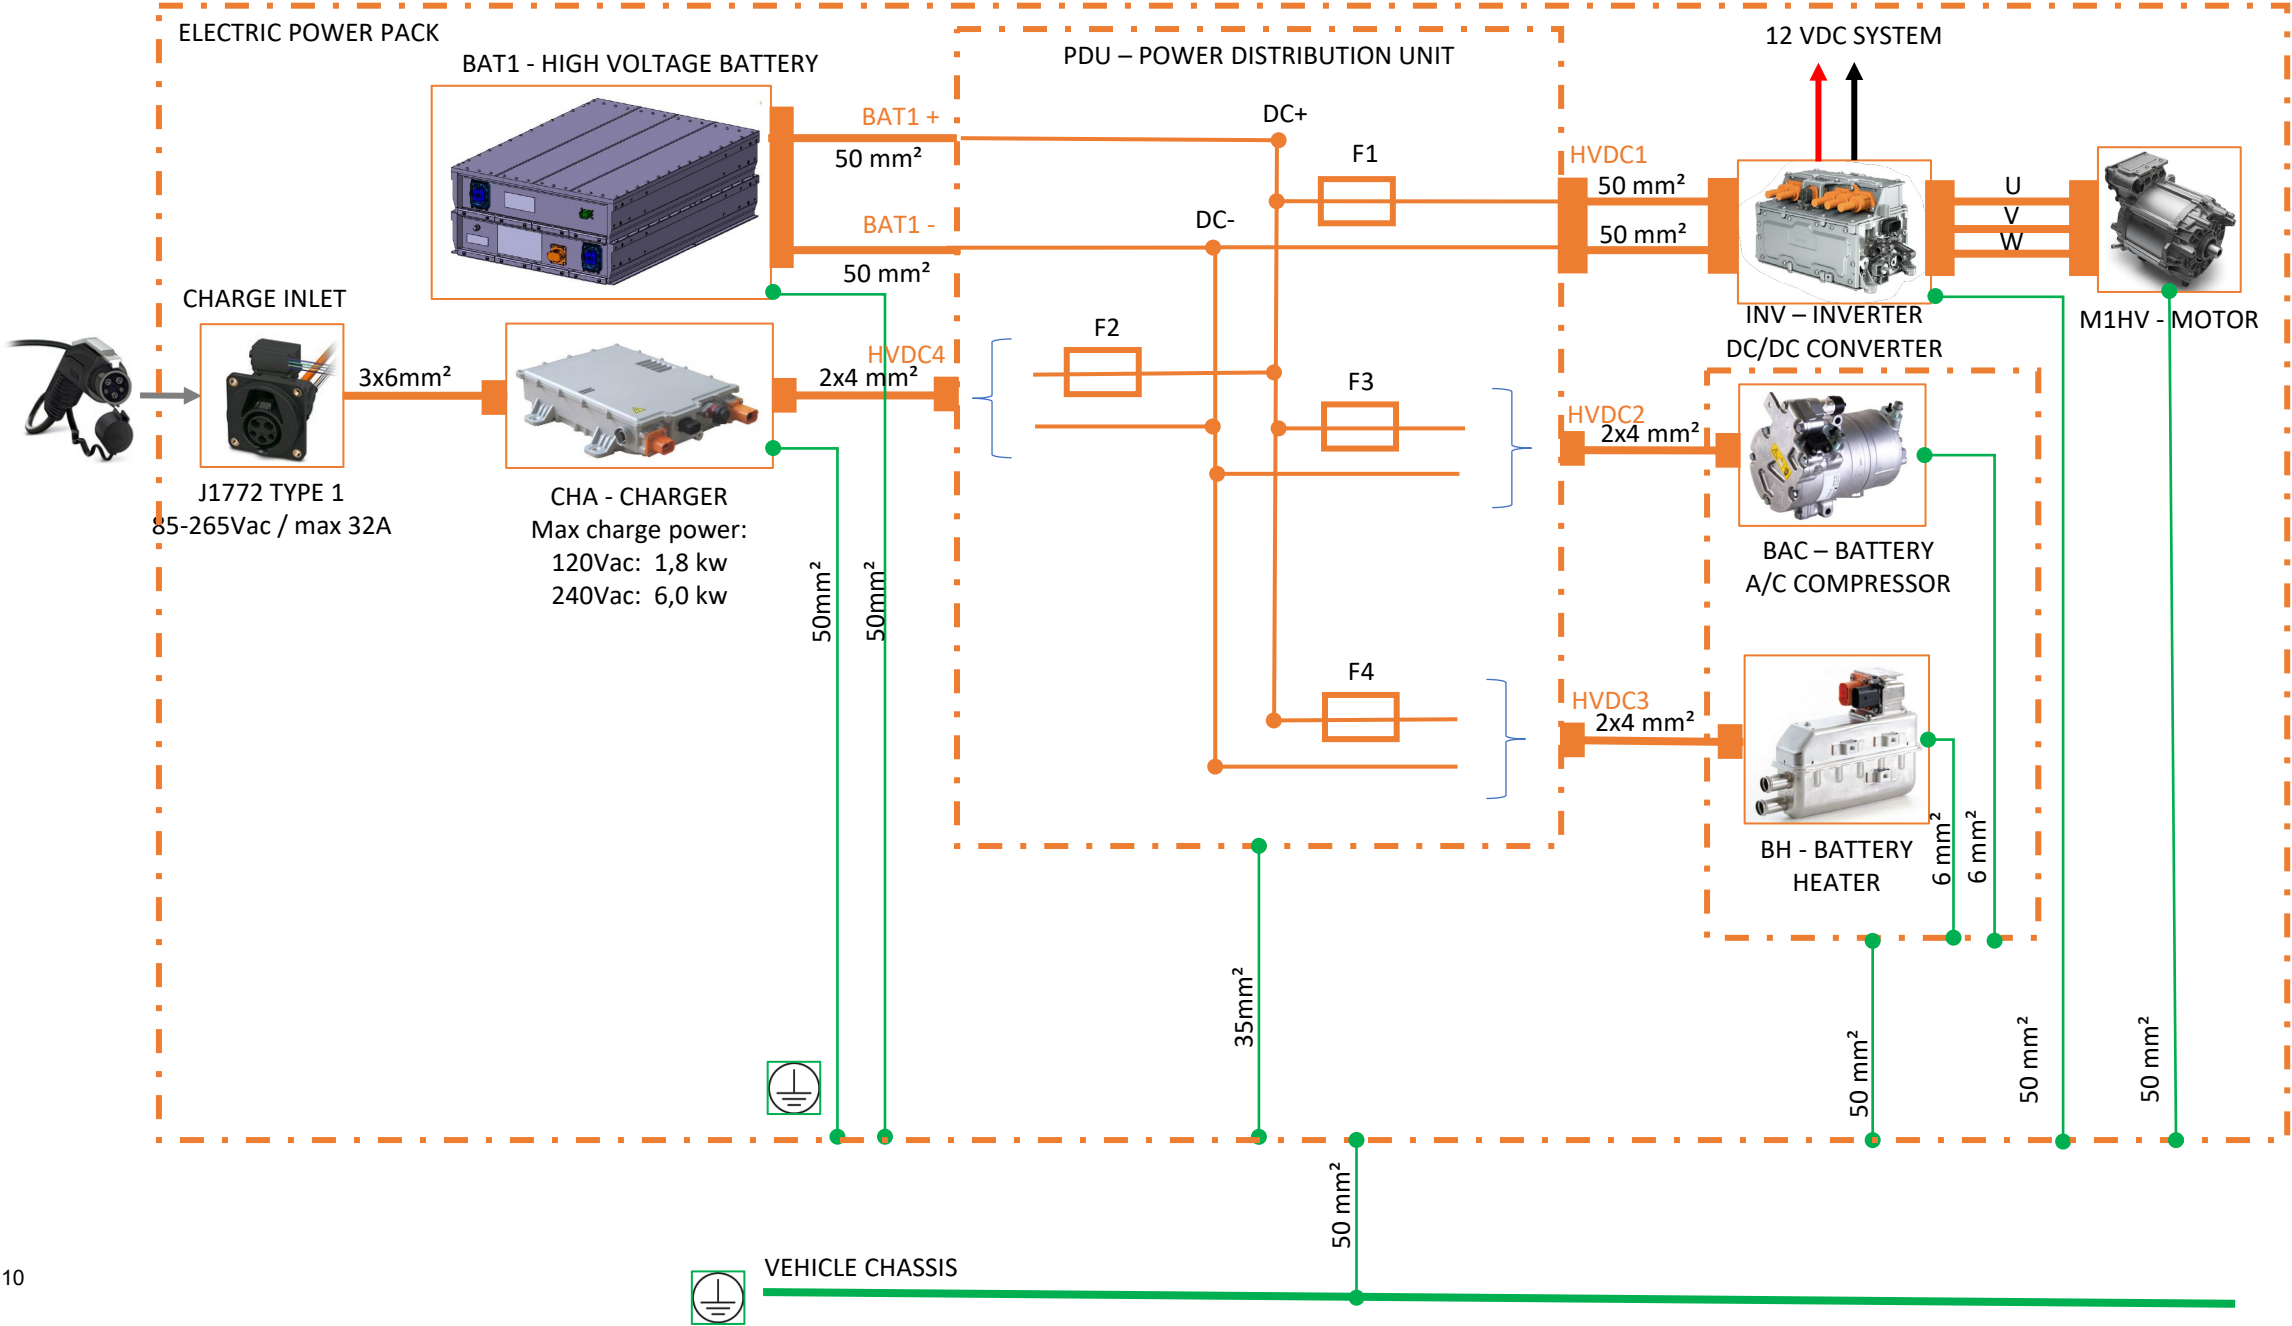 ELECTRIC POWER PACK
BAT1 - HIGH VOLTAGE BATTERY
PDU – POWER DISTRIBUTION UNIT
12 VDC SYSTEM
BAT1 +
50 mm²
DC+
F1
HVDC1
50 mm²
U
V
W
BAT1 -
50 mm²
DC-
50 mm²
CHARGE INLET
INV – INVERTER
DC/DC CONVERTER
M1HV - MOTOR
3x6mm²
HVDC4
2x4 mm²
F2
F3
HVDC2
2x4 mm²
J1772 TYPE 1
85-265Vac / max 32A
CHA - CHARGER
Max charge power:
120Vac: 1,8 kw
240Vac: 6,0 kw
50mm²
50mm²
BAC – BATTERY
A/C COMPRESSOR
F4
HVDC3
2x4 mm²
BH - BATTERY
HEATER
6 mm²
6 mm²
35mm²
50 mm²
50 mm²
50 mm²
50 mm²
VEHICLE CHASSIS
10